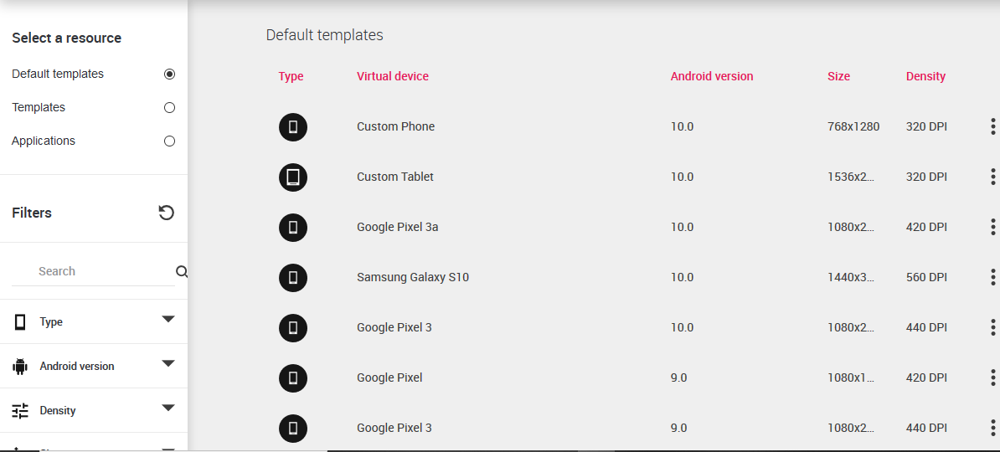 Select a resource
Default templates
Templates
Applications
Filters
Search
Type
Android version
Density
Default templates
Type Virtual device Android version Size Density
Custom Phone 10.0 768x1280 320 DPI
Custom Tablet 10.0 1536x2... 320 DPI
Google Pixel 3a 10.0 1080x2... 420 DPI
Samsung Galaxy S10 10.0 1440x3... 560 DPI
Google Pixel 3 10.0 1080x2... 440 DPI
Google Pixel 9.0 1080x1... 420 DPI
Google Pixel 3 9.0 1080x2... 440 DPI